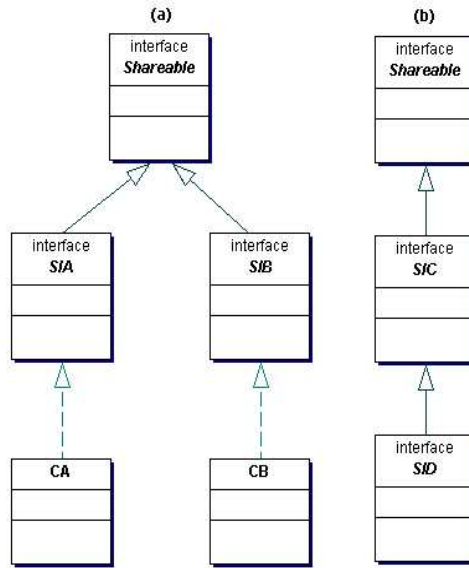 (a)
interface
Shareable
interface
SIA
interface
SIB
CA
CB
(b)
interface
Shareable
interface
SIC
interface
SID